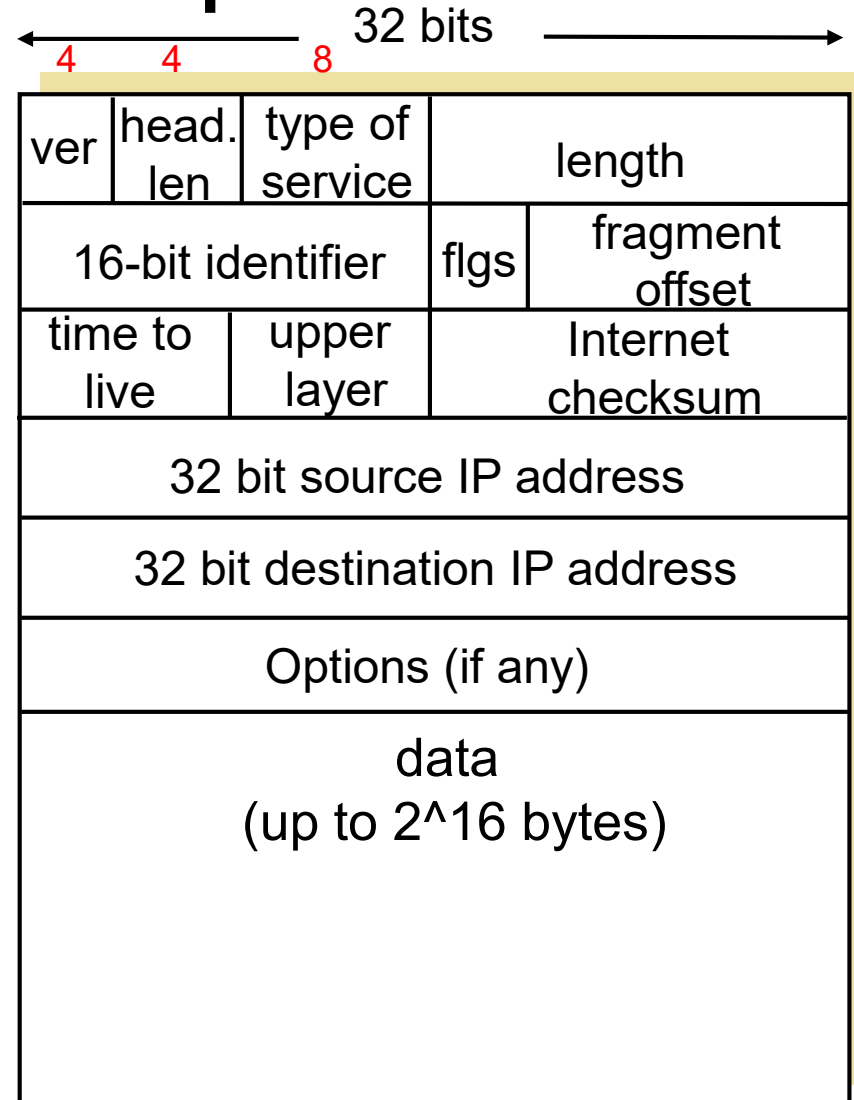 32 bits
4 4 8
ver
head.
len
type of
service
length
16-bit identifier
flgs
fragment
offset
time to
live
upper
layer
Internet
checksum
32 bit source IP address
32 bit destination IP address
Options (if any)
data
(up to 2^16 bytes)